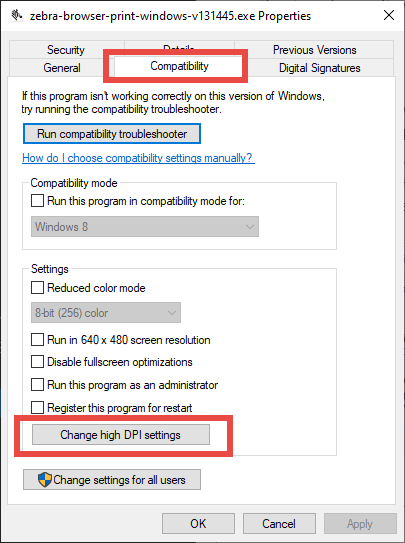 zebra-browser-print-windows-v131445.exe Properties
Security Details Previous Versions
General Compatibility Digital Signatures
If this program isn't working correctly on this version of Windows,
try running the compatibility troubleshooter.
Run compatibility troubleshooter
How do I choose compatibility settings manually?
Compatibility mode
Run this program in compatibility mode for:
Windows 8
Settings
Reduced color mode
8-bit (256) color
Run in 640 x 480 screen resolution
Disable fullscreen optimizations
Run this program as an administrator
Register this program for restart
Change high DPI settings
Change settings for all users
OK Cancel Apply